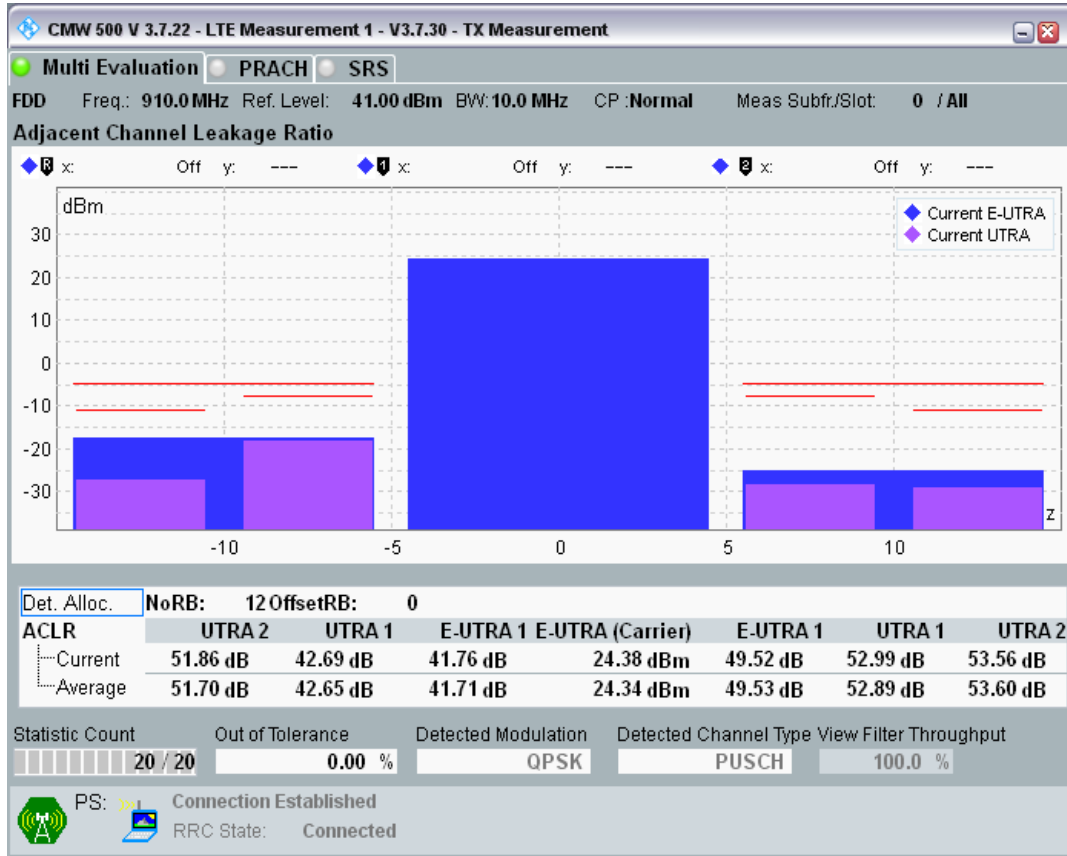 CMW 500 V 3.7.22 - LTE Measurement 1 - V3.7.30 - TX Measurement
Multi Evaluation PRACH SRS
FDD Freq.: 910.0 MHz Ref. Level: 41.00 dBm BW: 10.0 MHz CP :Normal Meas Subfr./Slot: 0 / All
Adjacent Channel Leakage Ratio
R x: Off y: --- 1 x: Off y: --- 2 x: Off y: ---
dBm
Current E-UTRA
Current UTRA
30
20
10
0
-10
-20
-30
z
-10 -5 0 5 10
Det. Alloc. NoRB: 12 OffsetRB: 0
ACLR UTRA 2 UTRA 1 E-UTRA 1 E-UTRA (Carrier) E-UTRA 1 UTRA 1 UTRA 2
Current 51.86 dB 42.69 dB 41.76 dB 24.38 dBm 49.52 dB 52.99 dB 53.56 dB
Average 51.70 dB 42.65 dB 41.71 dB 24.34 dBm 49.53 dB 52.89 dB 53.60 dB
Statistic Count Out of Tolerance Detected Modulation Detected Channel Type View Filter Throughput
20 / 20 0.00 % QPSK PUSCH 100.0 %
PS: Connection Established
RRC State: Connected